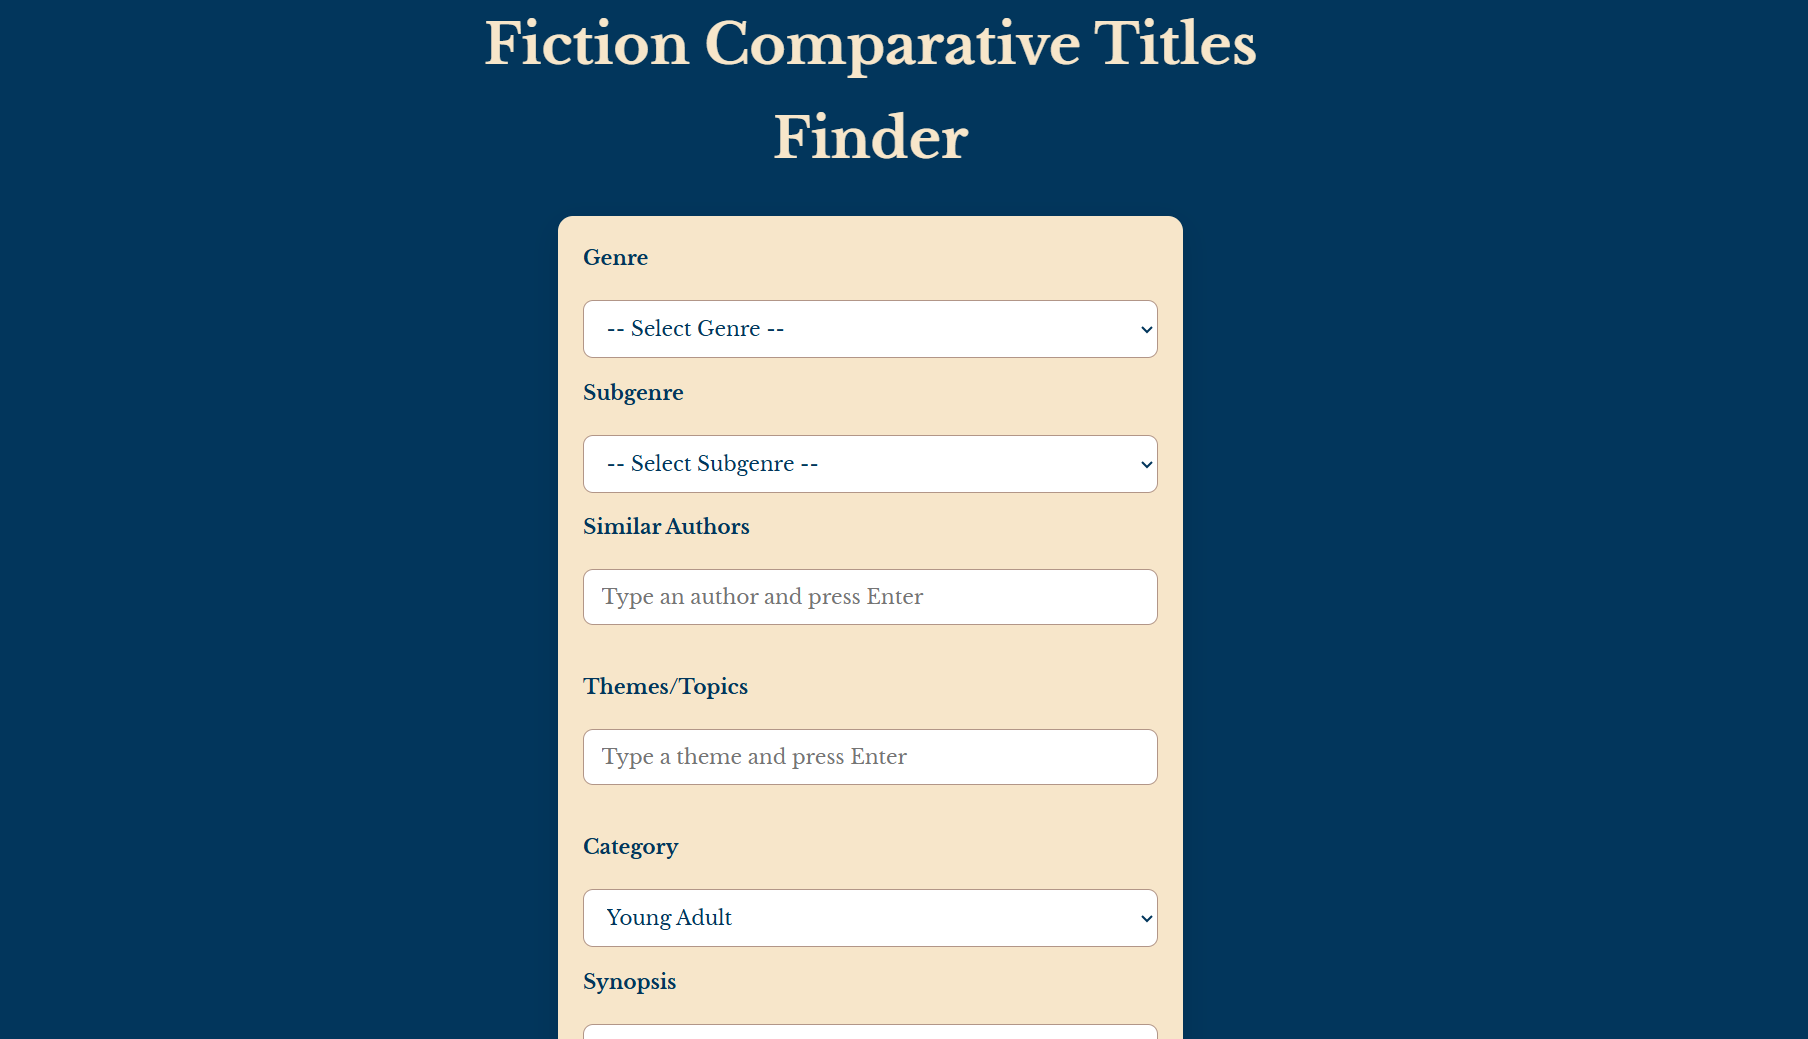 Fiction Comparative Titles
Finder
Genre
-- Select Genre --
Subgenre
-- Select Subgenre --
Similar Authors
Type an author and press Enter
Themes/Topics
Type a theme and press Enter
Category
Young Adult
Synopsis